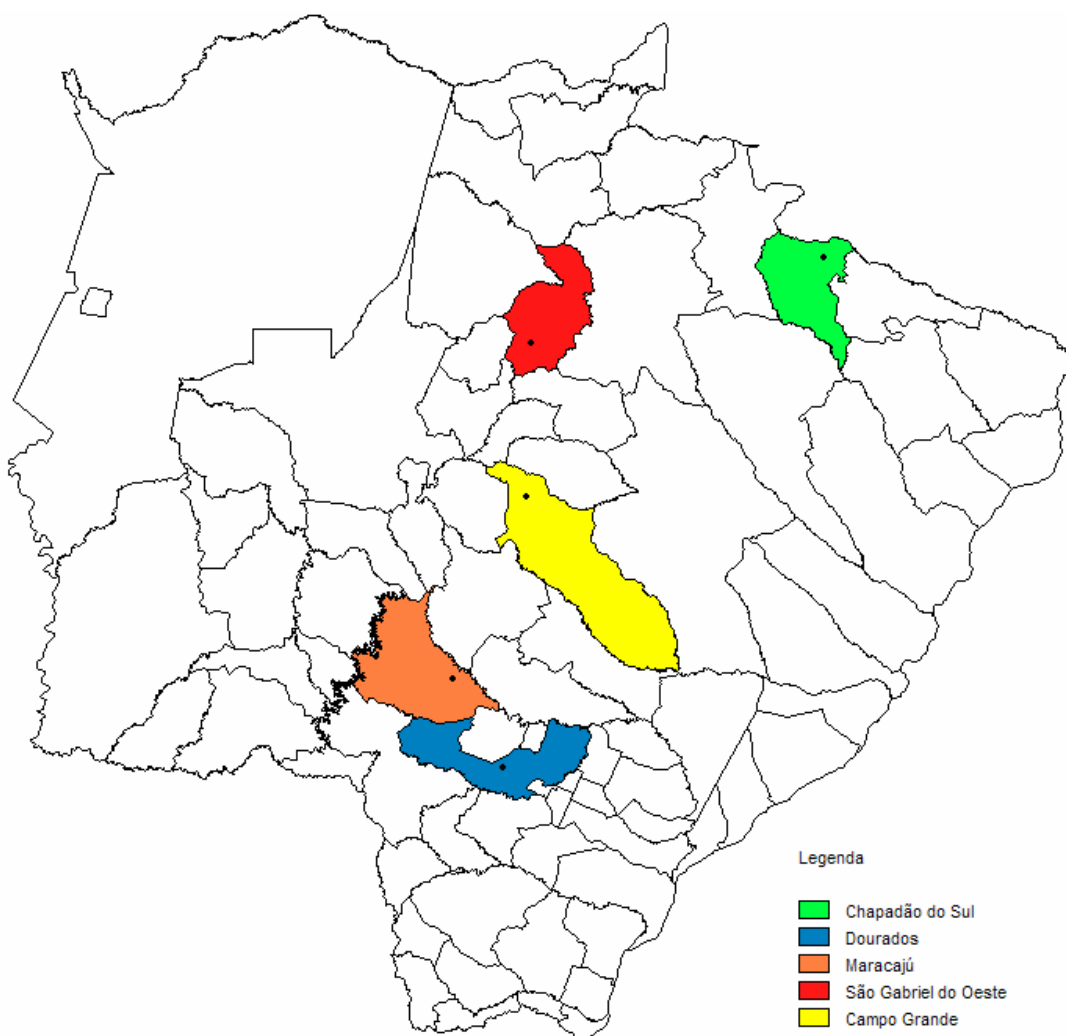 Legenda
Chapadão do Sul
Dourados
Maracajú
São Gabriel do Oeste
Campo Grande